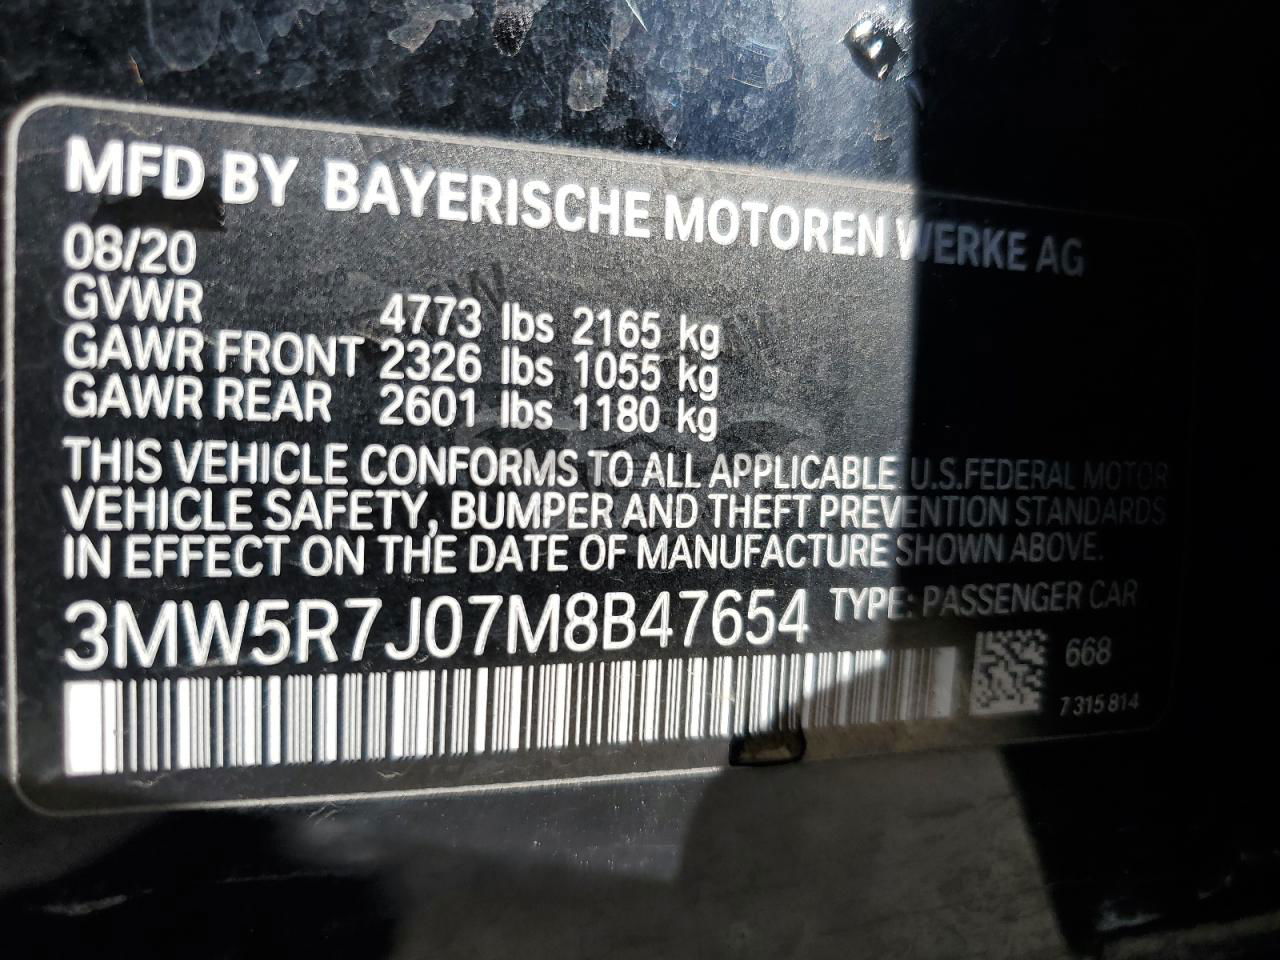 MFD BY BAYERISCHE MOTOREN WERKE AG
08/20
GVWR 4773 lbs 2165 kg
GAWR FRONT 2326 lbs 1055 kg
GAWR REAR 2601 lbs 1180 kg
THIS VEHICLE CONFORMS TO ALL APPLICABLE U.S.FEDERAL MOTOR
VEHICLE SAFETY, BUMPER AND THEFT PREVENTION STANDARDS
IN EFFECT ON THE DATE OF MANUFACTURE SHOWN ABOVE.
3MW5R7J07M8B47654 TYPE: PASSENGER CAR
668
7 315 814